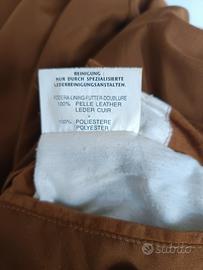 REINIGUNG
NUR DURCH SPEZIALISIERTE
LEDERREINIGUNGSANSTALTEN.
FODERA-LINING-FUTTER-DOUBLURE
100% PELLE LEATHER
LEDER CUIR
100% POLIESTERE
POLYESTER
subito